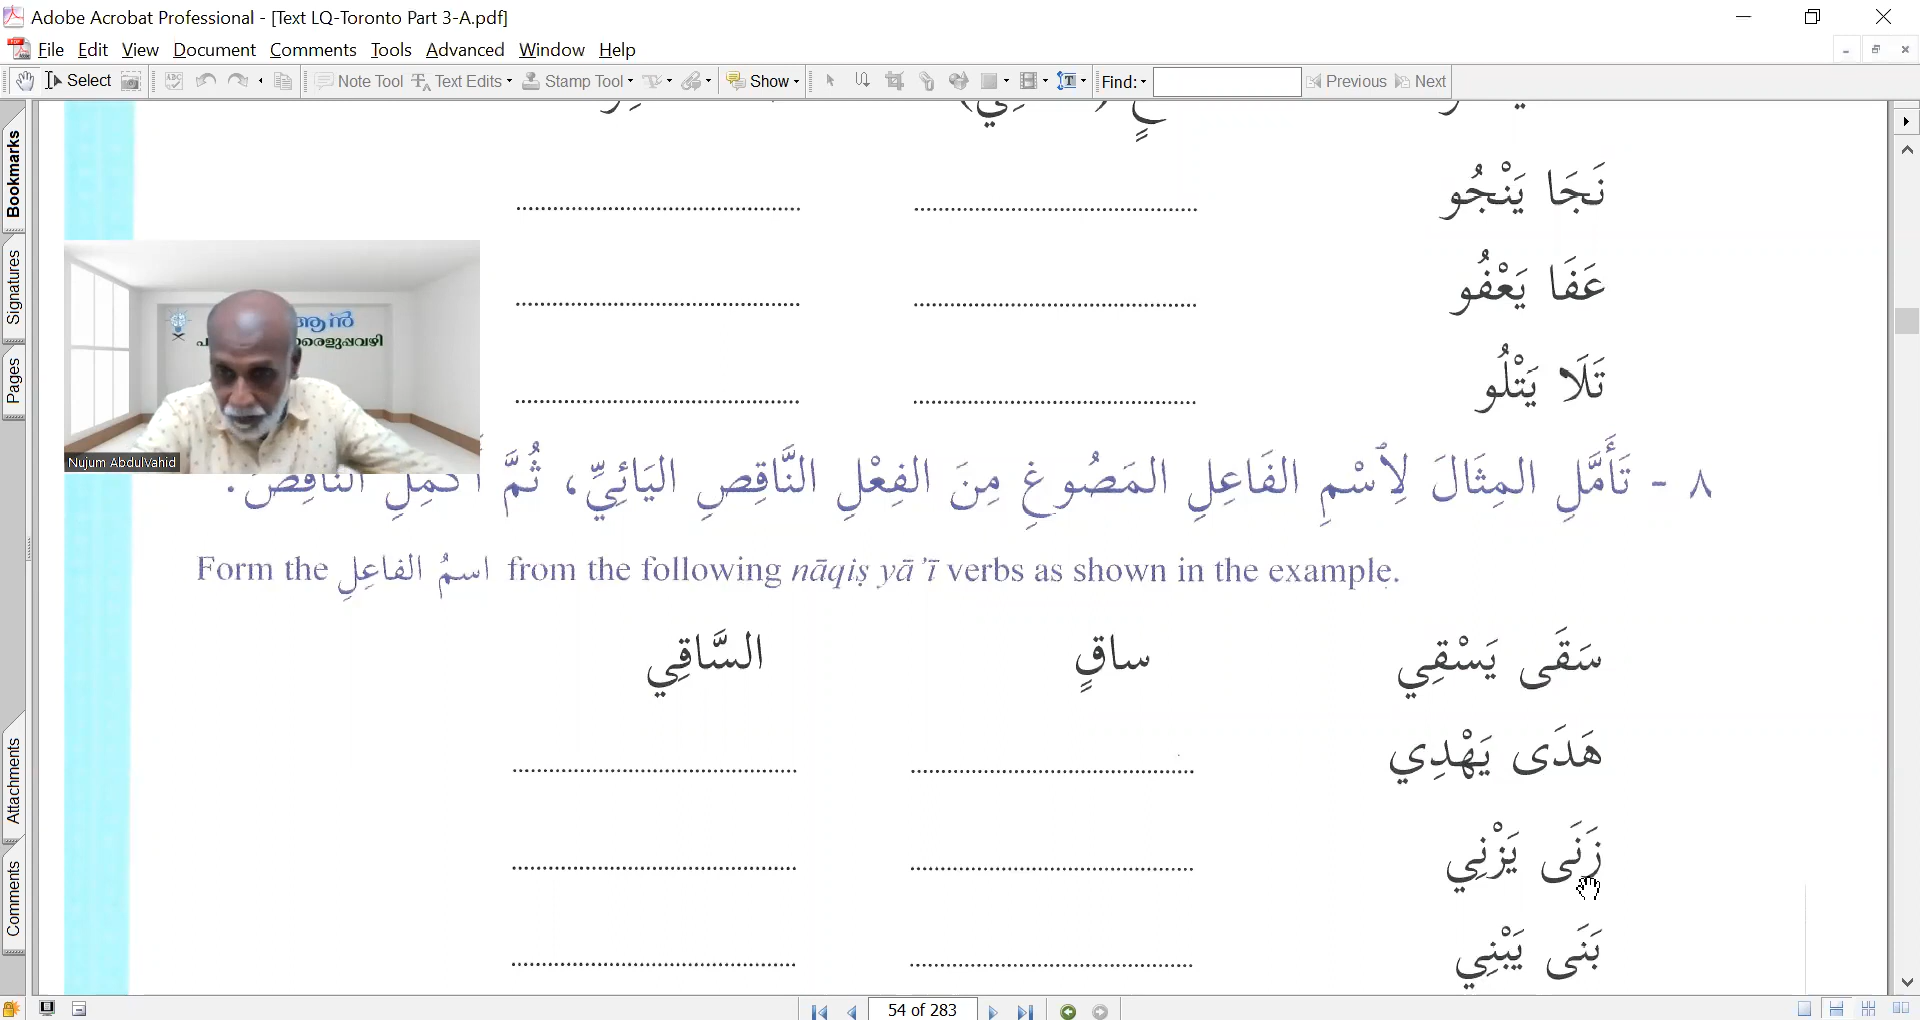 Adobe Acrobat Professional - [Text LQ-Toronto Part 3-A.pdf]
File Edit View Document Comments Tools Advanced Window Help
Select Note Tool Text Edits Stamp Tool Show Find: Previous Next
Bookmarks
Signatures
Pages
Attachments
Comments
نَجَا يَنْجُو ........ ........
عَفَا يَعْفُو ........ ........
تَلَا يَتْلُو ........ ........
Nujum AbdulVahid
٨ - تَأَمَّلِ المِثَالَ لِٱسْمِ الفَاعِلِ المَصُوغِ مِنَ الفِعْلِ النَّاقِصِ اليَائِيِّ، ثُمَّ أَكْمِلِ النَّاقِصَ.
Form the اسمُ الفاعِلِ from the following nāqiṣ yā'ī verbs as shown in the example.
سَقَى يَسْقِي ساقٍ السَّاقِي
هَدَى يَهْدِي ........ ........
زَنَى يَزْنِي ........ ........
بَنَى يَبْنِي ........ ........
54 of 283